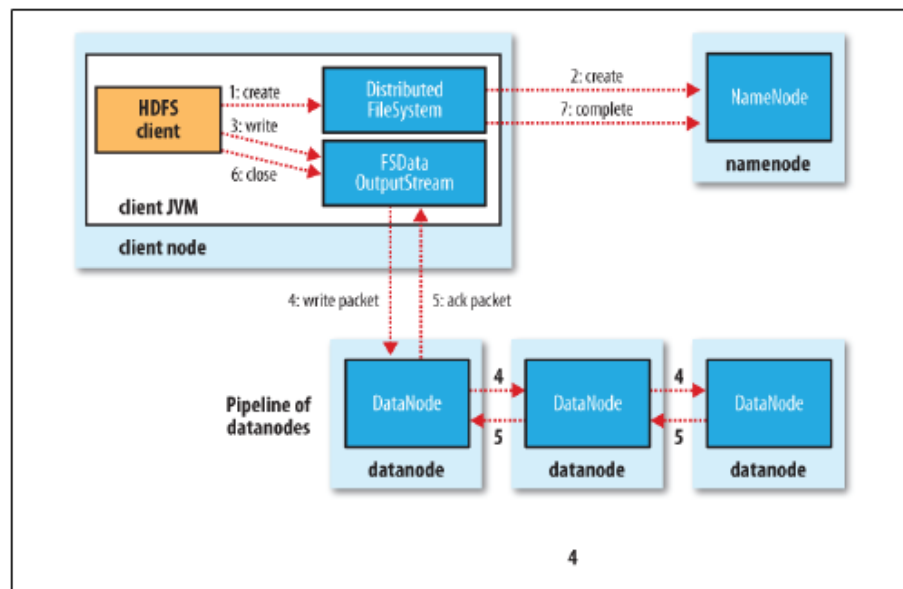 1: create
2: create
Distributed
FileSystem
HDFS
client
NameNode
7: complete
3: write
6: close
FSData
OutputStream
namenode
client JVM
client node
4: write packet
5: ack packet
4
4
Pipeline of
datanodes
DataNode
DataNode
DataNode
5
5
datanode
datanode
datanode
4